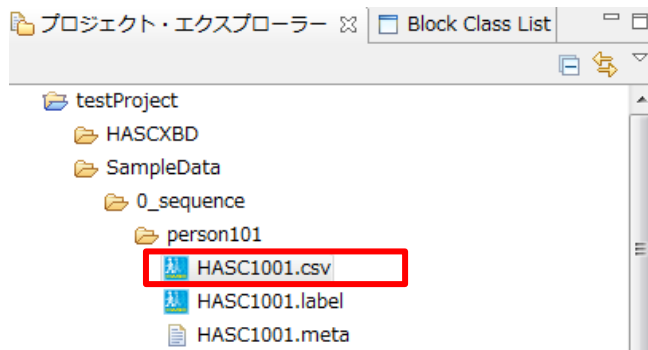 プロジェクト・エクスプローラー Block Class List
testProject
HASCXBD
SampleData
0_sequence
person101
HASC1001.csv
HASC1001.label
HASC1001.meta